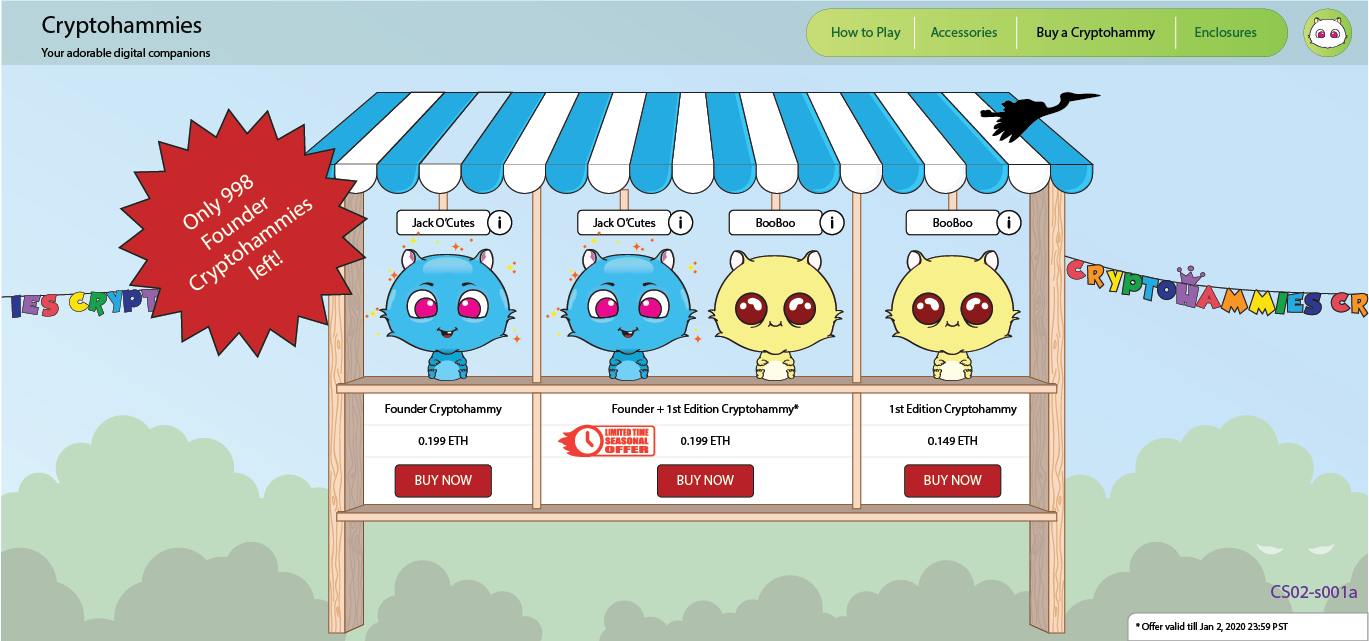 Cryptohammies
Your adorable digital companions
How to Play
Accessories
Buy a Cryptohammy
Enclosures
Only 998
Founder
Cryptohammies
left!
Jack O'Cutes i
Jack O'Cutes i
BooBoo i
BooBoo i
IES CRYPT
CRYPTOHAMMIES CR
Founder Cryptohammy
Founder + 1st Edition Cryptohammy*
1st Edition Cryptohammy
0.199 ETH
LIMITED TIME
SEASONAL
OFFER
0.199 ETH
0.149 ETH
BUY NOW
BUY NOW
BUY NOW
CS02-s001a
* Offer valid till Jan 2, 2020 23:59 PST